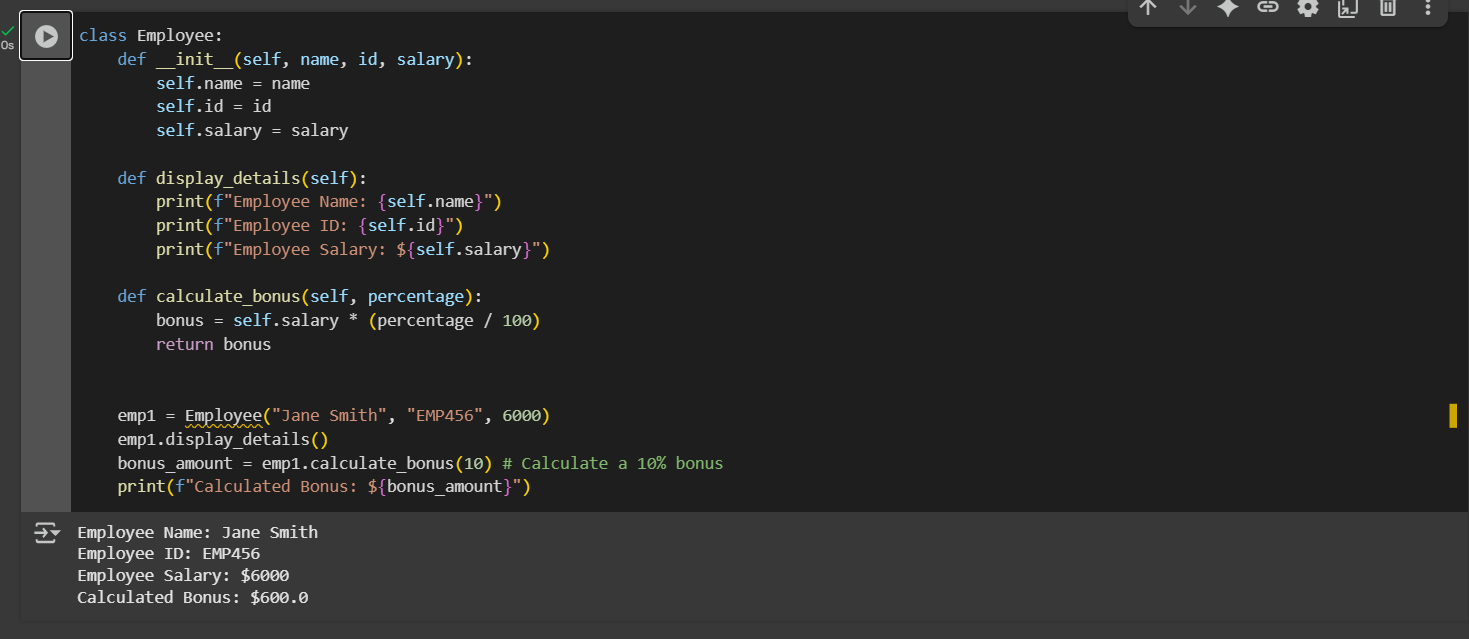 0s
class Employee:
    def __init__(self, name, id, salary):
        self.name = name
        self.id = id
        self.salary = salary
    def display_details(self):
        print(f"Employee Name: {self.name}")
        print(f"Employee ID: {self.id}")
        print(f"Employee Salary: ${self.salary}")
    def calculate_bonus(self, percentage):
        bonus = self.salary * (percentage / 100)
        return bonus
    emp1 = Employee("Jane Smith", "EMP456", 6000)
    emp1.display_details()
    bonus_amount = emp1.calculate_bonus(10) # Calculate a 10% bonus
    print(f"Calculated Bonus: ${bonus_amount}")
Employee Name: Jane Smith
Employee ID: EMP456
Employee Salary: $6000
Calculated Bonus: $600.0